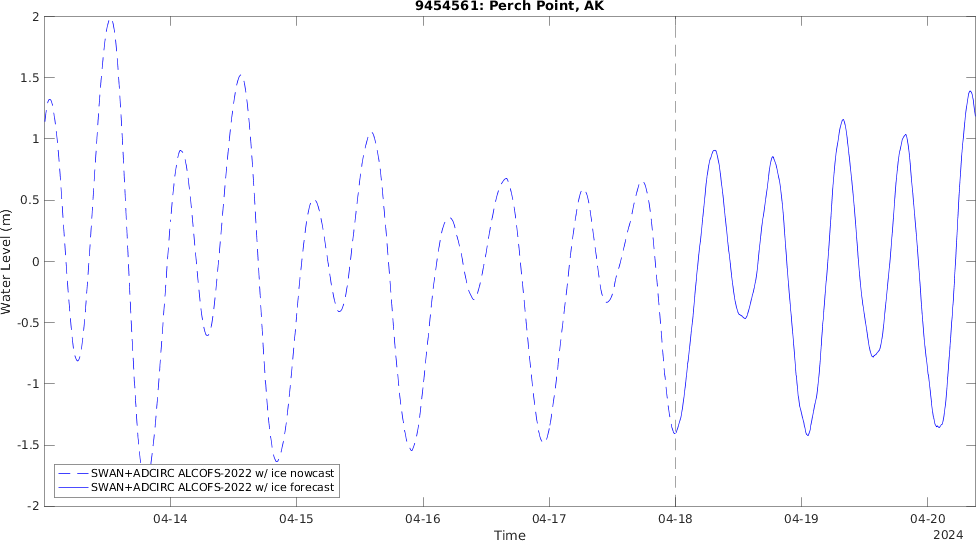 9454561: Perch Point, AK
2
1.5
1
0.5
0
-0.5
-1
-1.5
-2
Water Level (m)
SWAN+ADCIRC ALCOFS-2022 w/ ice nowcast
SWAN+ADCIRC ALCOFS-2022 w/ ice forecast
04-14 04-15 04-16 04-17 04-18 04-19 04-20
Time
2024